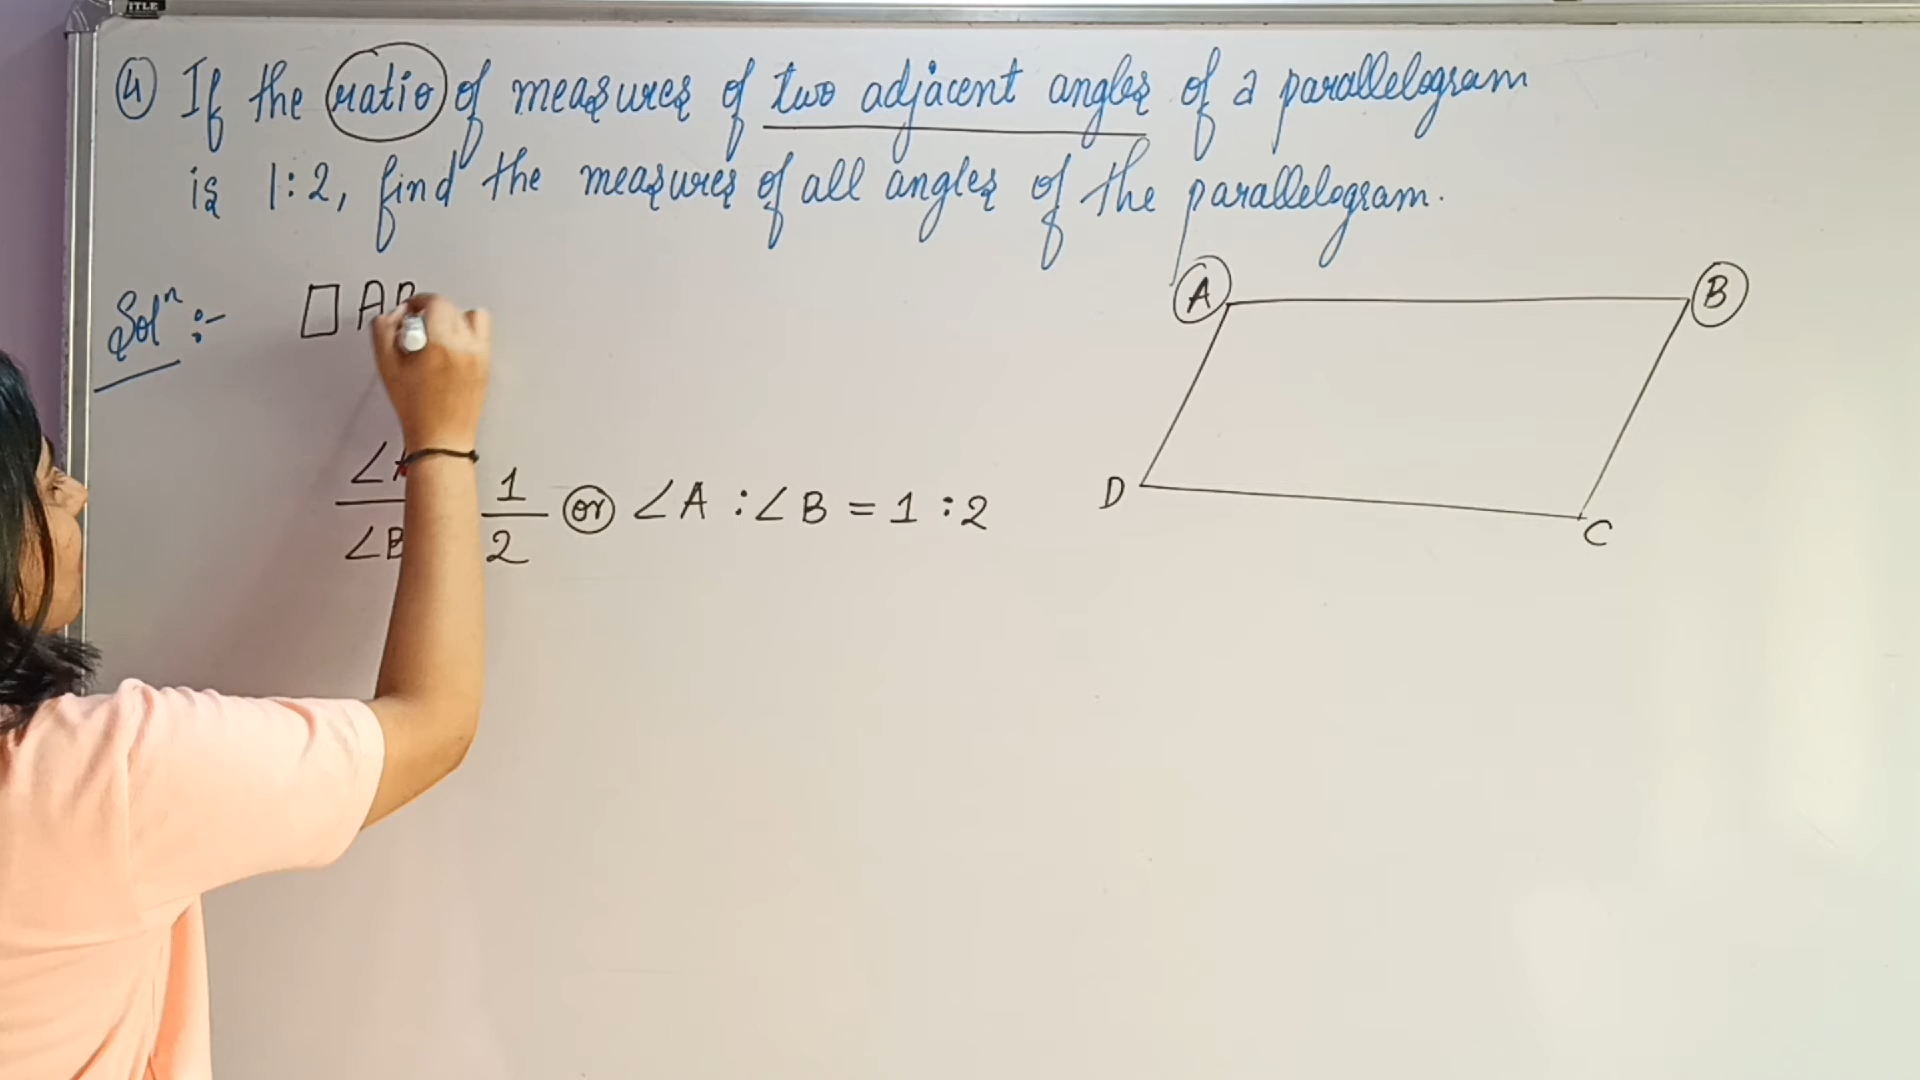 ④ If the ratio of measures of two adjacent angles of a parallelogram
is 1:2, find the measures of all angles of the parallelogram.
Solⁿ :- □ A
A B
∠B 1/2 or ∠A : ∠B = 1 : 2
D C